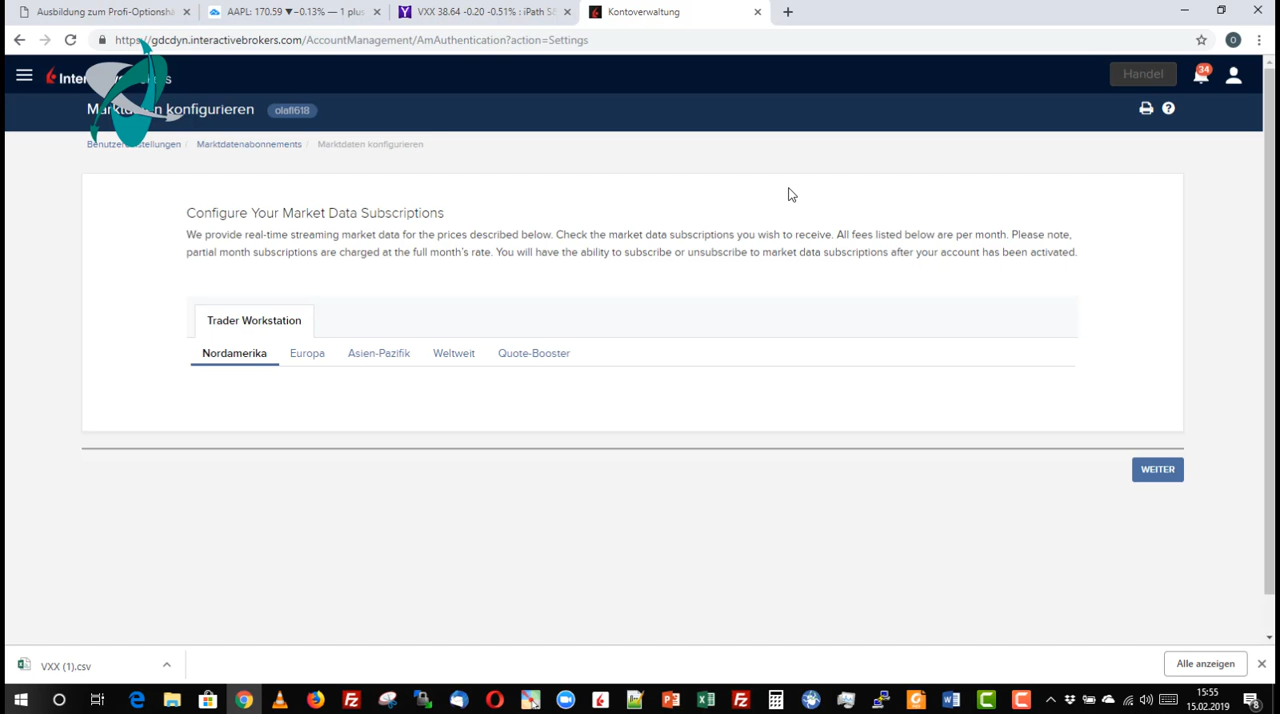 Ausbildung zum Profi-Optionshä
AAPL: 170.59 ▼−0.13% — 1 plus
VXX 38.64 -0.20 -0.51% : iPath S&
Kontoverwaltung
https://gdcdyn.interactivebrokers.com/AccountManagement/AmAuthentication?action=Settings
O
Handel
34
konfigurieren
olafl618
Marktdatenabonnements / Marktdaten konfigurieren
Configure Your Market Data Subscriptions
We provide real-time streaming market data for the prices described below. Check the market data subscriptions you wish to receive. All fees listed below are per month. Please note,
partial month subscriptions are charged at the full month's rate. You will have the ability to subscribe or unsubscribe to market data subscriptions after your account has been activated.
Trader Workstation
Nordamerika
Europa
Asien-Pazifik
Weltweit
Quote-Booster
WEITER
VXX (1).csv
Alle anzeigen
15:55
15.02.2019
8